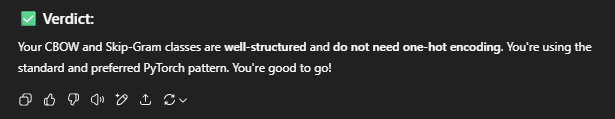 ✅ Verdict:
Your CBOW and Skip-Gram classes are well-structured and do not need one-hot encoding. You're using the
standard and preferred PyTorch pattern. You're good to go!